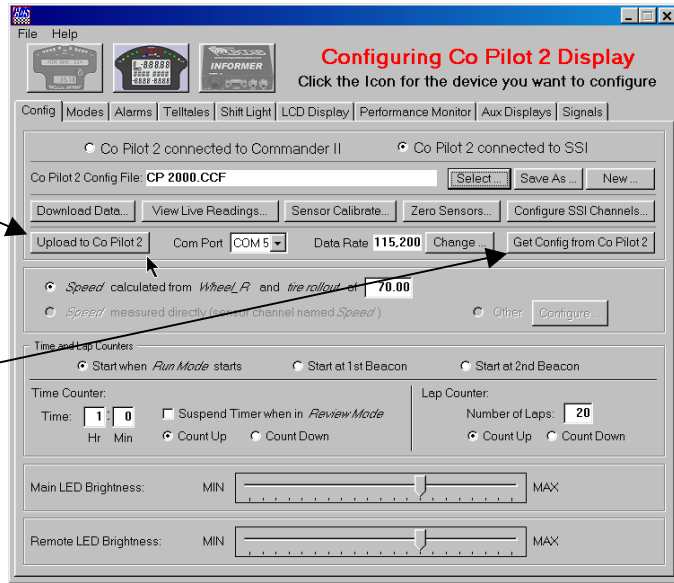 File Help
INFORMER
Configuring Co Pilot 2 Display
Click the Icon for the device you want to configure
Config Modes Alarms Telltales Shift Light LCD Display Performance Monitor Aux Displays Signals
Co Pilot 2 connected to Commander II Co Pilot 2 connected to SSI
Co Pilot 2 Config File: CP 2000.CCF Select ... Save As ... New ...
Download Data... View Live Readings... Sensor Calibrate... Zero Sensors... Configure SSI Channels...
Upload to Co Pilot 2 Com Port COM 5 Data Rate 115,200 Change ... Get Config from Co Pilot 2
Speed calculated from Wheel_R and tire rollout of 70.00
Speed measured directly (sensor channel named Speed ) Other Configure ...
Time and Lap Counters
Start when Run Mode starts Start at 1st Beacon Start at 2nd Beacon
Time Counter: Lap Counter:
Time: 1 : 0 Suspend Timer when in Review Mode Number of Laps: 20
Hr Min Count Up Count Down Count Up Count Down
Main LED Brightness: MIN MAX
Remote LED Brightness: MIN MAX